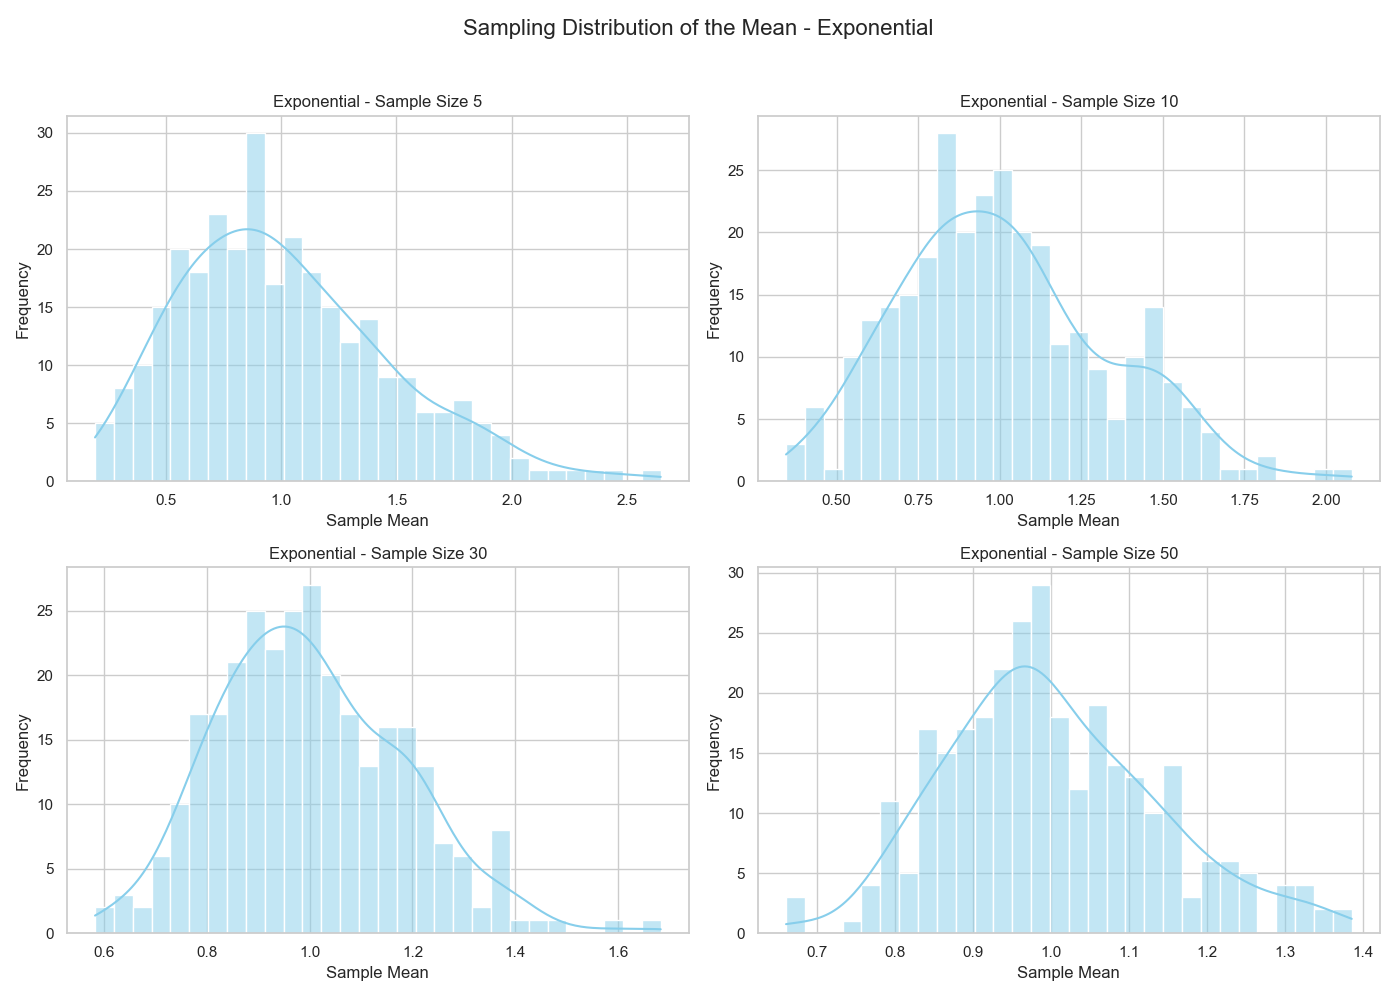 Sampling Distribution of the Mean - Exponential
Exponential - Sample Size 5
30
25
20
15
10
5
0
Frequency
0.5 1.0 1.5 2.0 2.5
Sample Mean
Exponential - Sample Size 10
25
20
15
10
5
0
Frequency
0.50 0.75 1.00 1.25 1.50 1.75 2.00
Sample Mean
Exponential - Sample Size 30
25
20
15
10
5
0
Frequency
0.6 0.8 1.0 1.2 1.4 1.6
Sample Mean
Exponential - Sample Size 50
30
25
20
15
10
5
0
Frequency
0.7 0.8 0.9 1.0 1.1 1.2 1.3 1.4
Sample Mean